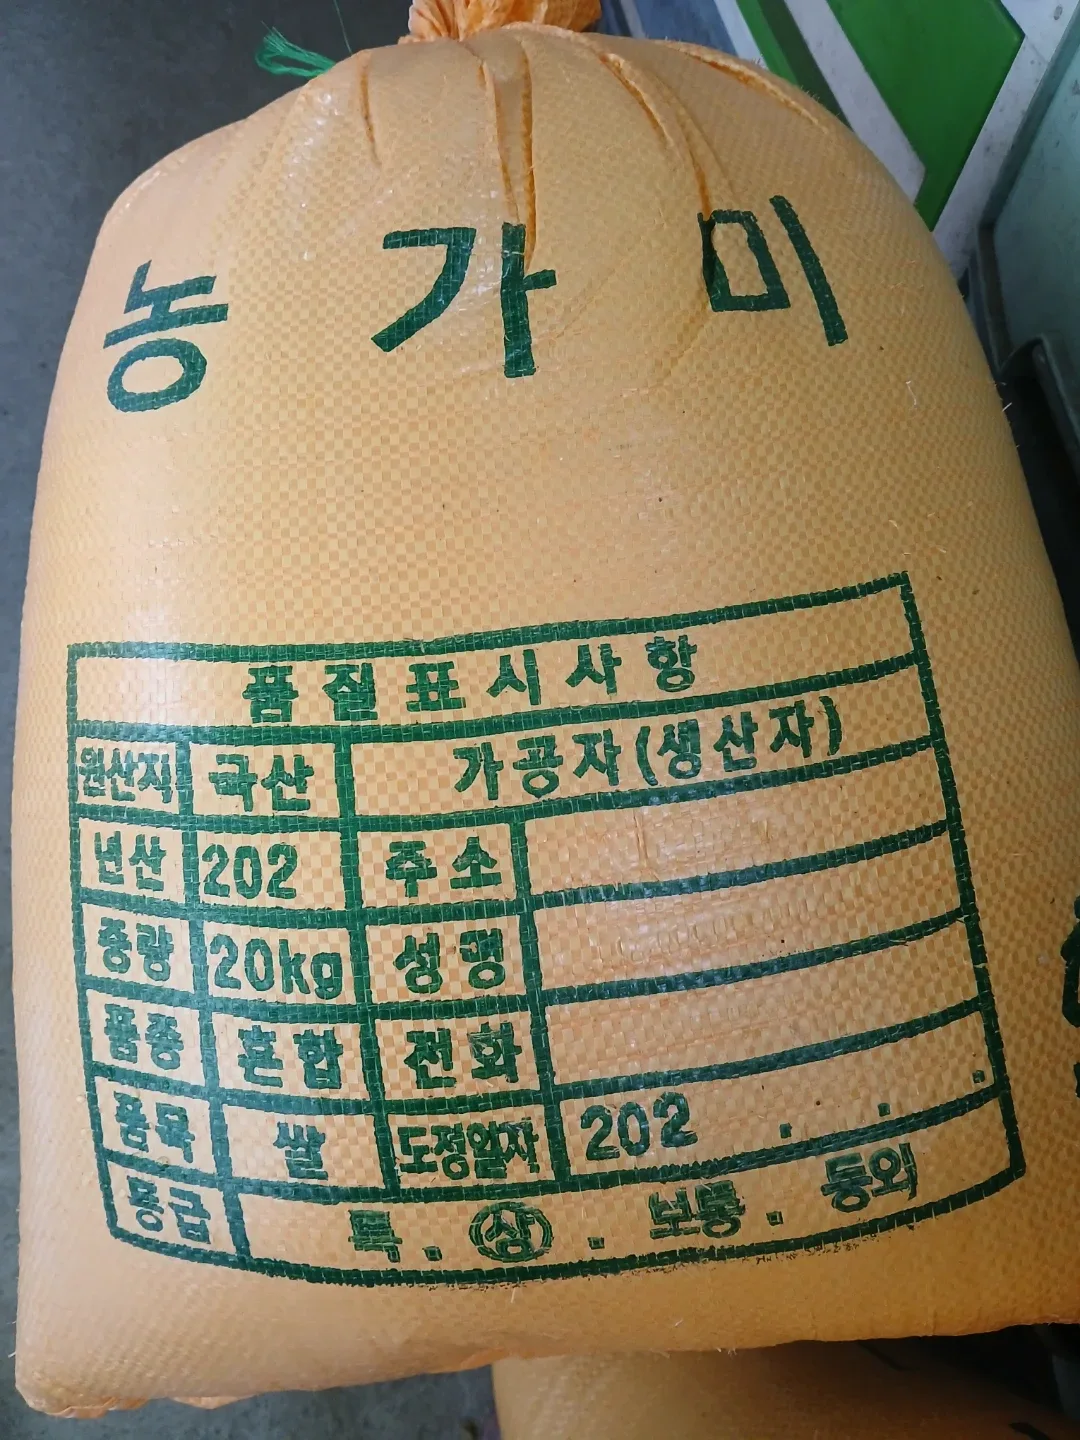 농가미
품질표시사항
원산지 국산 가공자(생산자)
년산 202 주소
중량 20kg 성명
품종 혼합 전화
품목 쌀 도정일자 202 . . .
등급 특 . 상 . 보통 . 등외